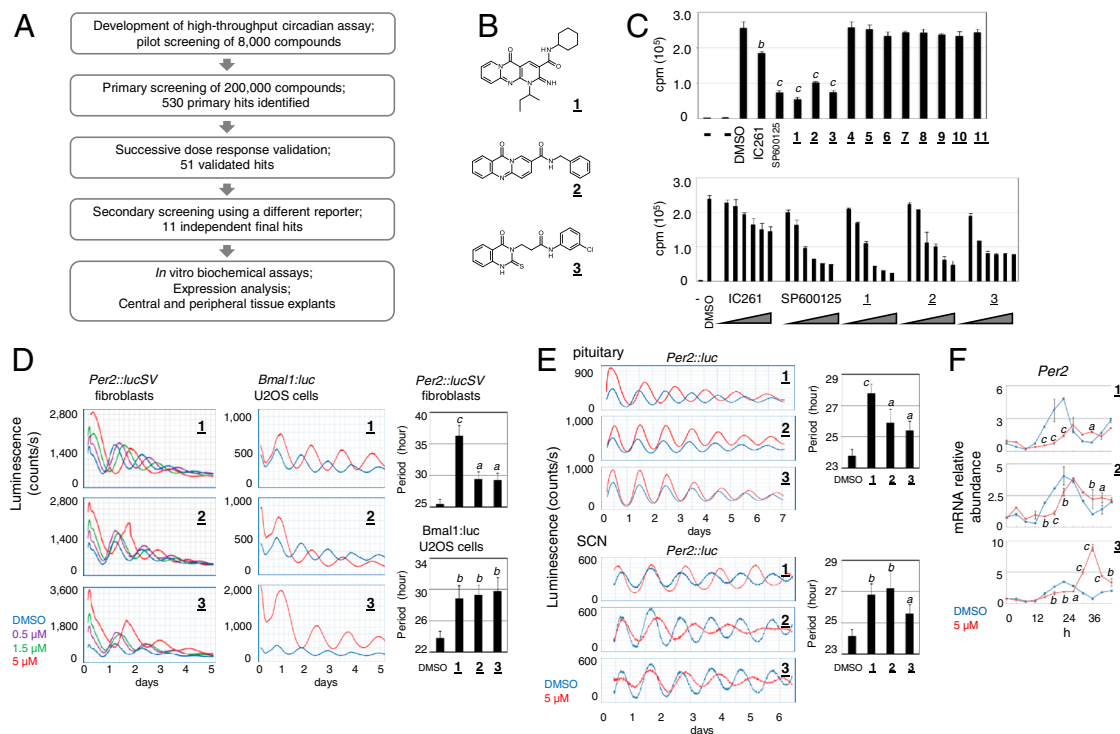 A
Development of high-throughput circadian assay;
pilot screening of 8,000 compounds
Primary screening of 200,000 compounds;
530 primary hits identified
Successive dose response validation;
51 validated hits
Secondary screening using a different reporter;
11 independent final hits
In vitro biochemical assays;
Expression analysis;
Central and peripheral tissue explants
B
HN
O
O
N
N
N
NH
1
O
O
N
N
H
N
2
O
O
N
N
H
Cl
N
H
S
3
C
cpm (10⁵)
3.0
2.0
1.0
0
b
c
c
c
c
- - DMSO IC261 SP600125 1 2 3 4 5 6 7 8 9 10 11
cpm (10⁵)
3.0
2.0
1.0
0
- DMSO IC261 SP600125 1 2 3
D
Per2::lucSV
fibroblasts
Luminescence
(counts/s)
2,800
1,400
0
1
2,800
1,400
0
2
3,600
1,800
0
3
0 1 2 3 4 5
days
DMSO
0.5 µM
1.5 µM
5 µM
Bmal1:luc
U2OS cells
1,000
500
0
1
1,000
500
0
2
2,000
1,000
0
3
0 1 2 3 4 5
days
Per2::lucSV
fibroblasts
Period (hour)
40
35
30
25
c
a
a
Bmal1:luc
U2OS cells
Period (hour)
34
31
28
25
22
b
b
b
DMSO 1 2 3
E
pituitary
Per2::luc
Luminescence (counts/s)
900
0
1
1,000
0
2
1,000
0
3
0 1 2 3 4 5 6 7
days
Period (hour)
29
27
25
23
c
a
a
DMSO 1 2 3
SCN
Per2::luc
600
0
1
600
0
2
600
0
3
0 1 2 3 4 5 6
days
DMSO
5 µM
Period (hour)
29
27
25
23
b
b
a
DMSO 1 2 3
F
Per2
mRNA relative
abundance
6
3
0
c c c a
1
5
2.5
0
b c b b a
2
10
5
0
b b a c c c b
3
0 12 24 36
h
DMSO
5 µM